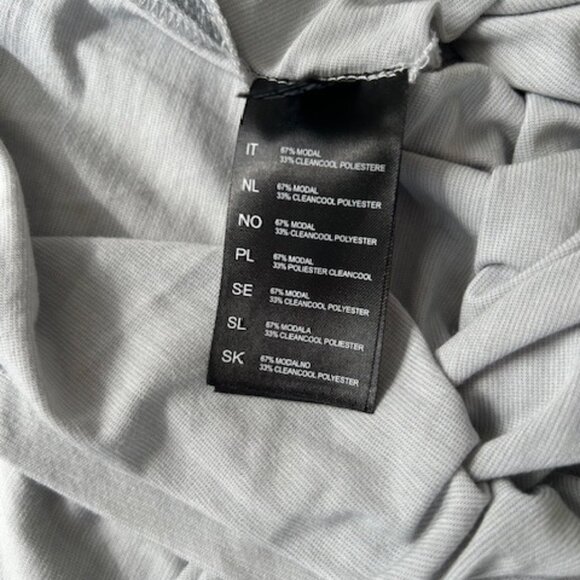 IT 67% MODAL
33% CLEANCOOL POLIESTERE
NL 67% MODAL
33% CLEANCOOL POLYESTER
NO 67% MODAL
33% CLEANCOOL POLYESTER
PL 67% MODAL
33% POLIESTER CLEANCOOL
SE 67% MODAL
33% CLEANCOOL POLYESTER
SL 67% MODALA
33% CLEANCOOL POLYESTER
SK 67% MODALNO
33% CLEANCOOL POLYESTER